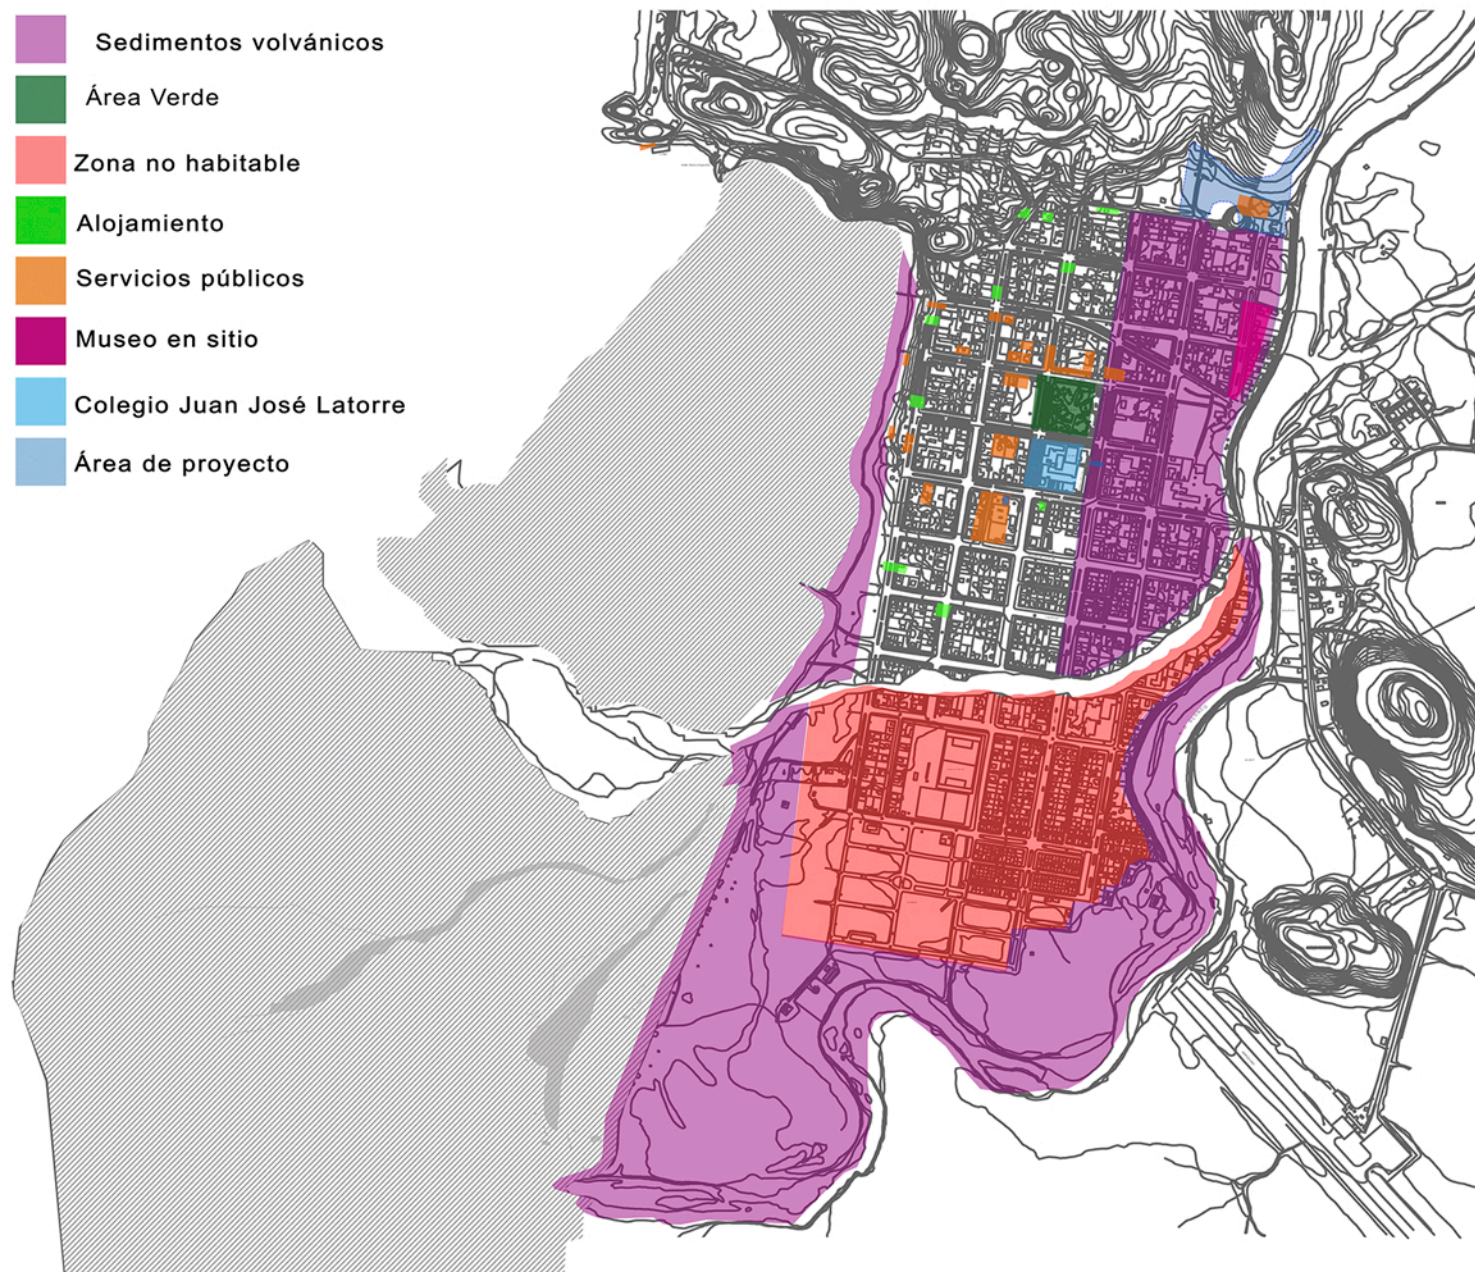 Sedimentos volvánicos
Área Verde
Zona no habitable
Alojamiento
Servicios públicos
Museo en sitio
Colegio Juan José Latorre
Área de proyecto